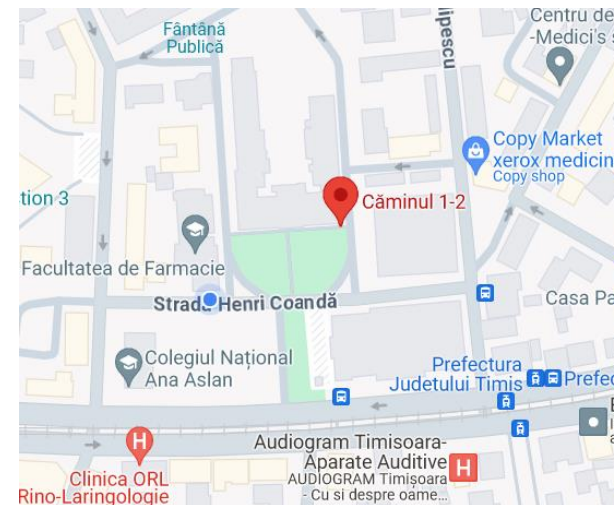 Fântână
Publică
lipescu
Centru de
-Medici's
Copy Market
xerox medicin
Copy shop
tion 3
Căminul 1-2
Facultatea de Farmacie
Strada Henri Coandă
Casa Pa
Colegiul Național
Ana Aslan
Prefectura
Județului Timiș
Prefec
Audiogram Timisoara-
Aparate Auditive
AUDIOGRAM Timișoara
- Cu si despre oame...
H
H
Clinica ORL
Rino-Laringologie